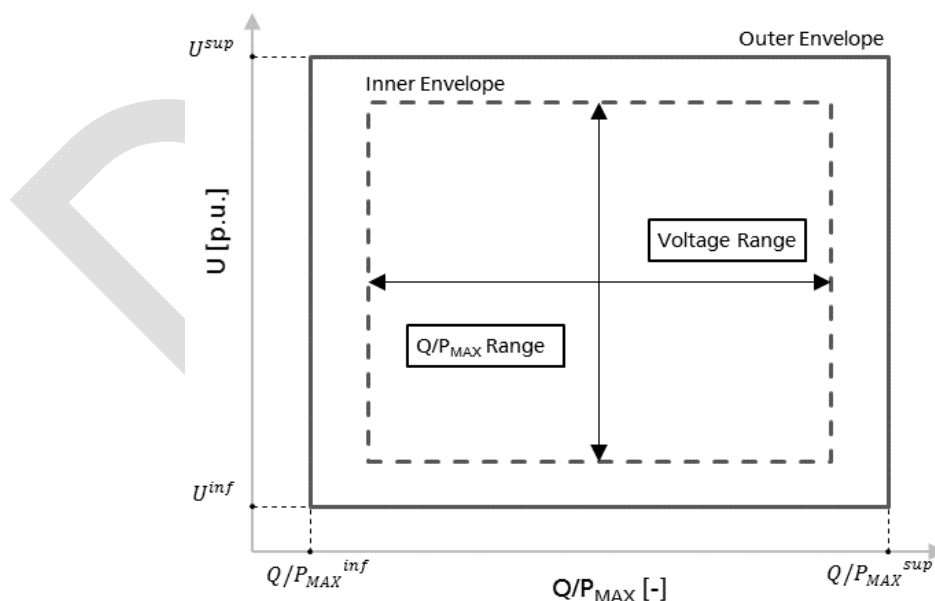 U^sup
Outer Envelope
Inner Envelope
U [p.u.]
Voltage Range
Q/P_MAX Range
U^inf
Q/P_MAX^inf
Q/P_MAX^sup
Q/P_MAX [-]